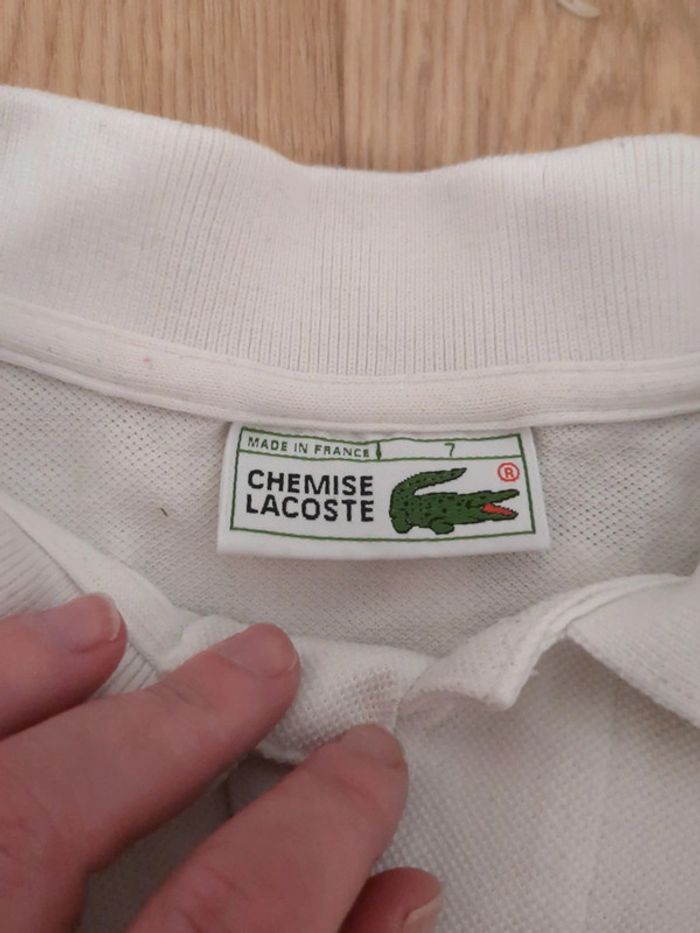 MADE IN FRANCE 7
CHEMISE
LACOSTE
®